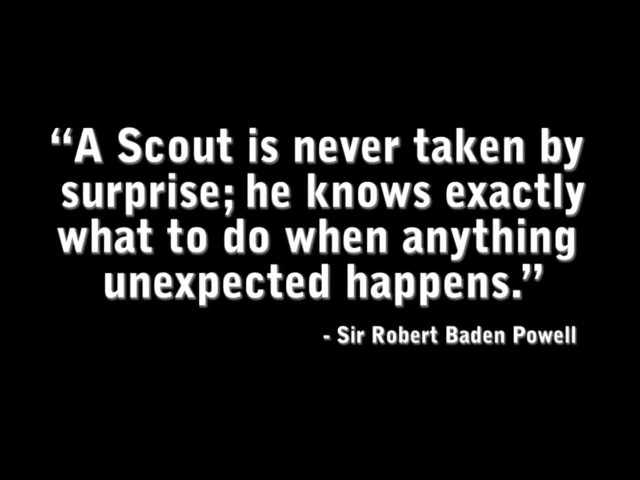 “A Scout is never taken by
surprise; he knows exactly
what to do when anything
unexpected happens.”
- Sir Robert Baden Powell